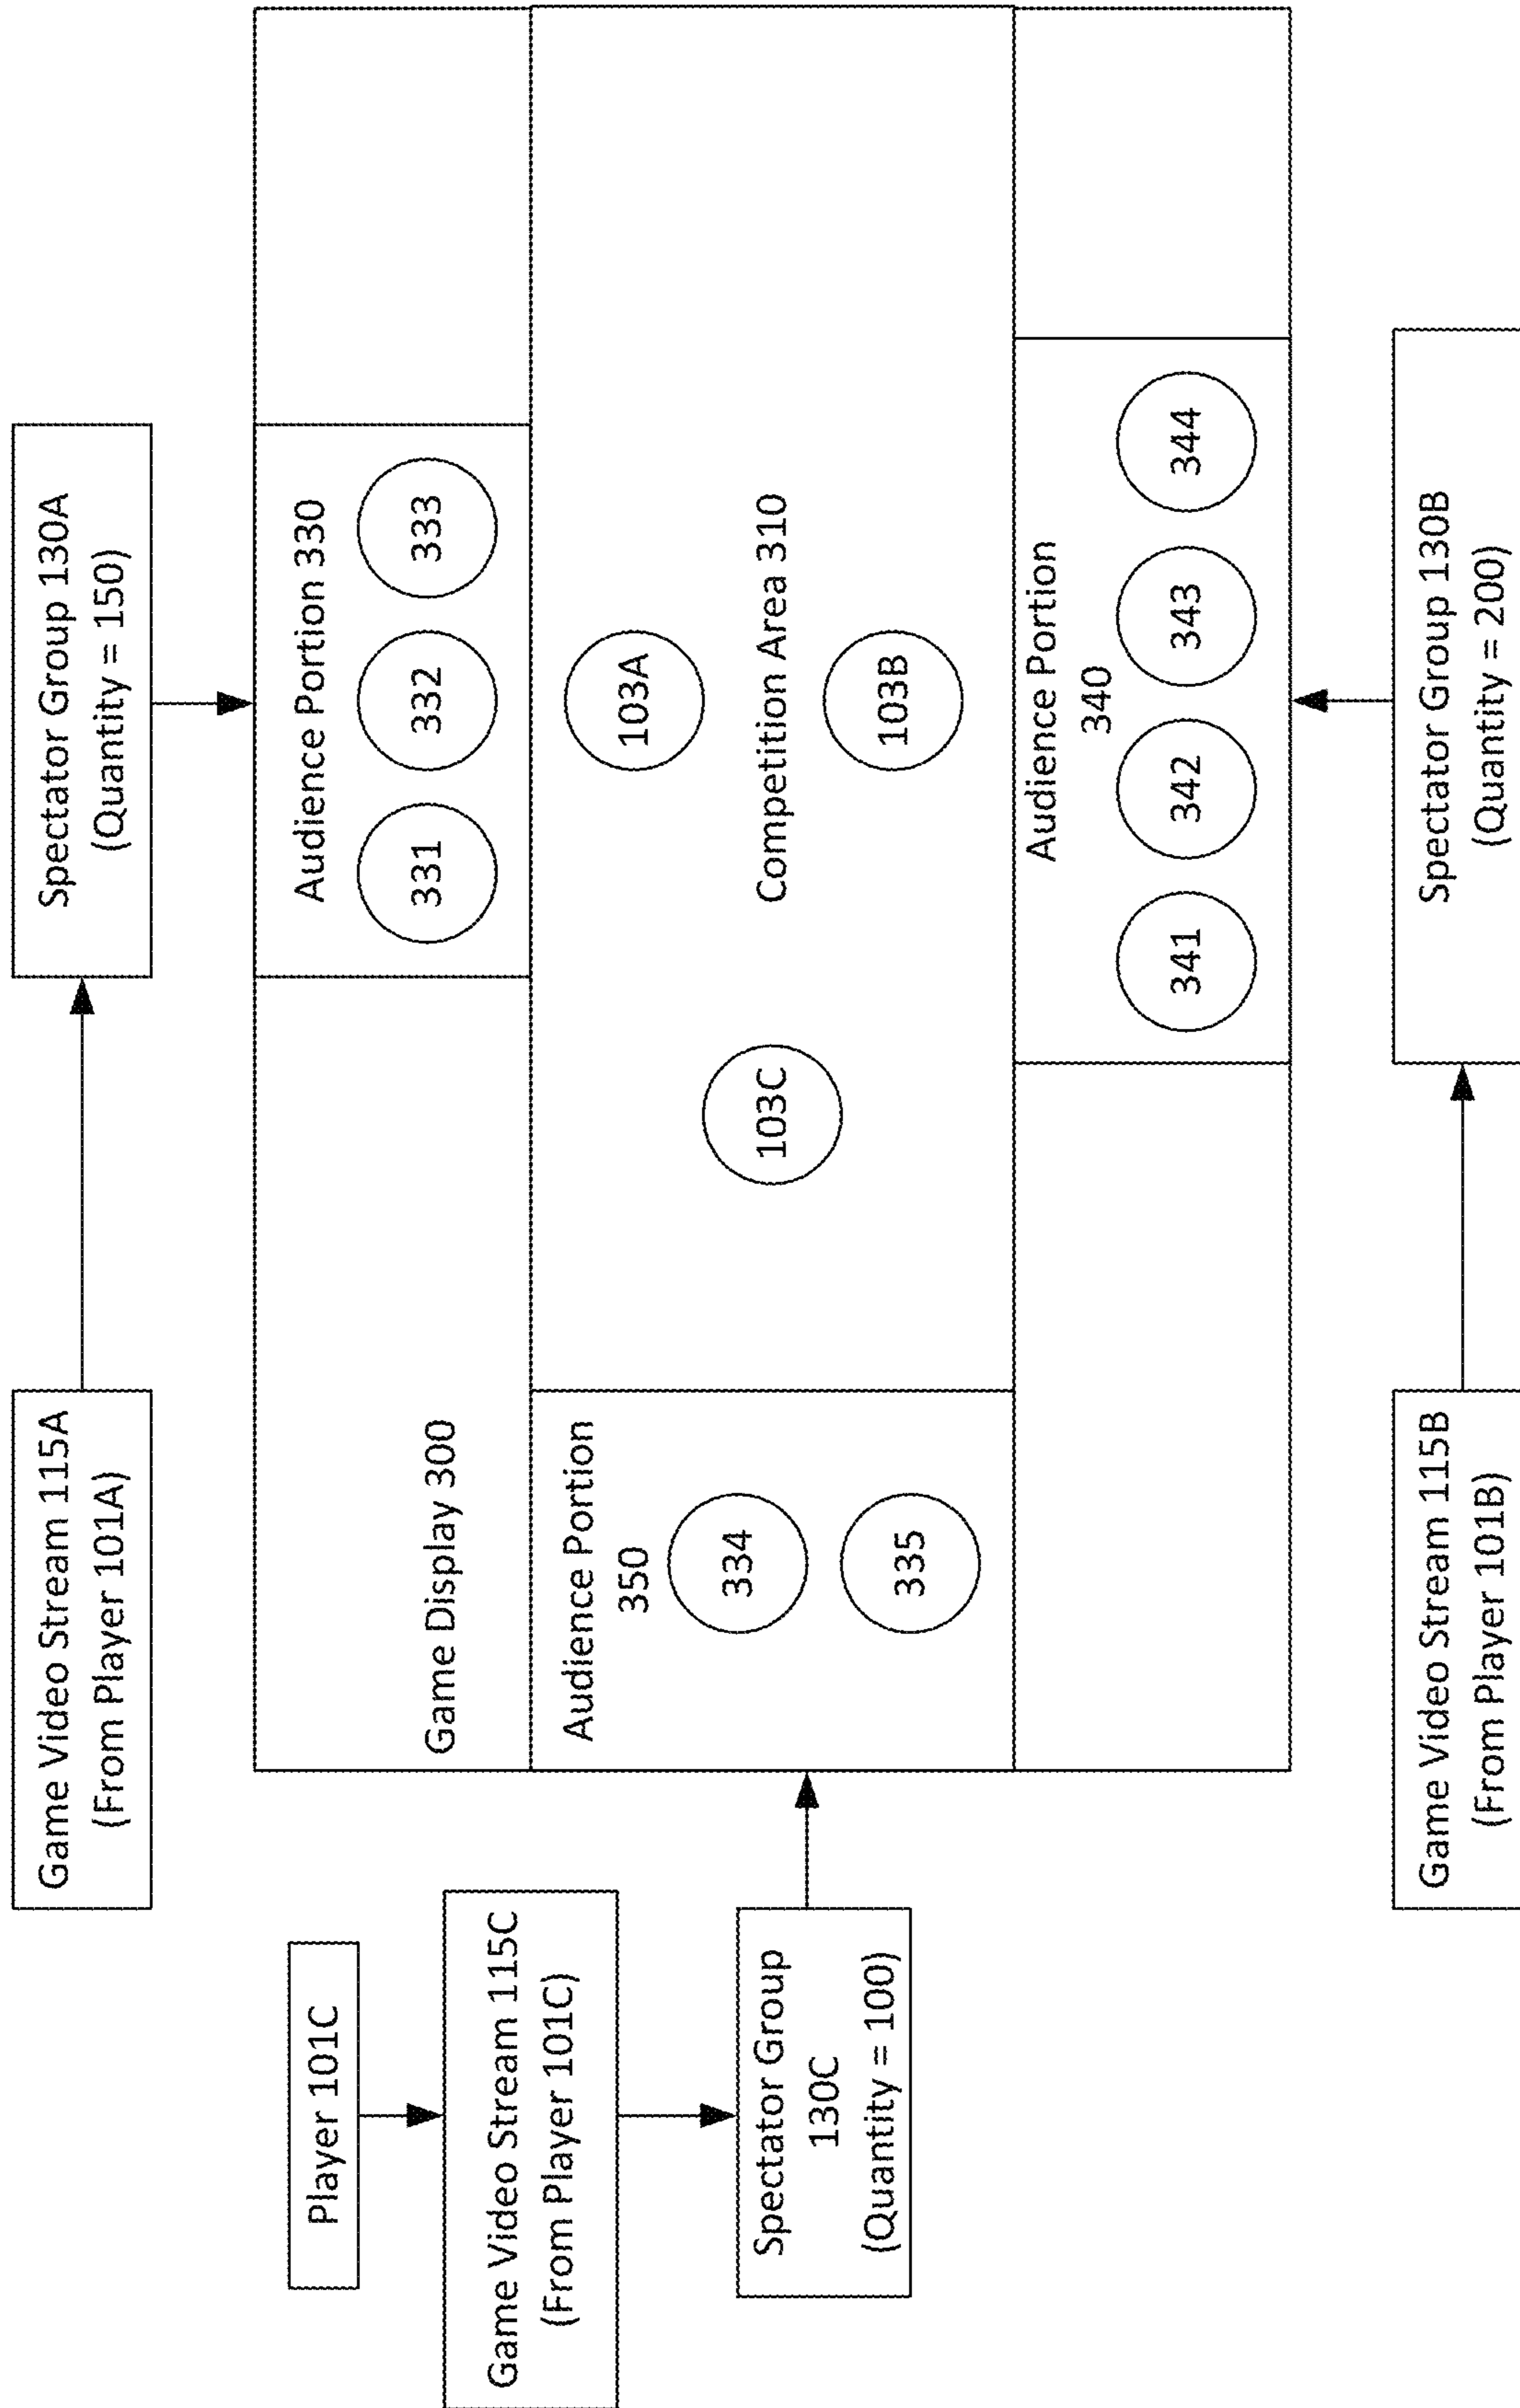 Game Video Stream 115A
(From Player 101A)
Spectator Group 130A
(Quantity = 150)
Player 101C
Game Video Stream 115C
(From Player 101C)
Spectator Group
130C
(Quantity = 100)
Game Display 300
Audience Portion 330
331
332
333
Audience Portion
350
334
335
103C
103A
Competition Area 310
103B
Audience Portion
340
341
342
343
344
Game Video Stream 115B
(From Player 101B)
Spectator Group 130B
(Quantity = 200)